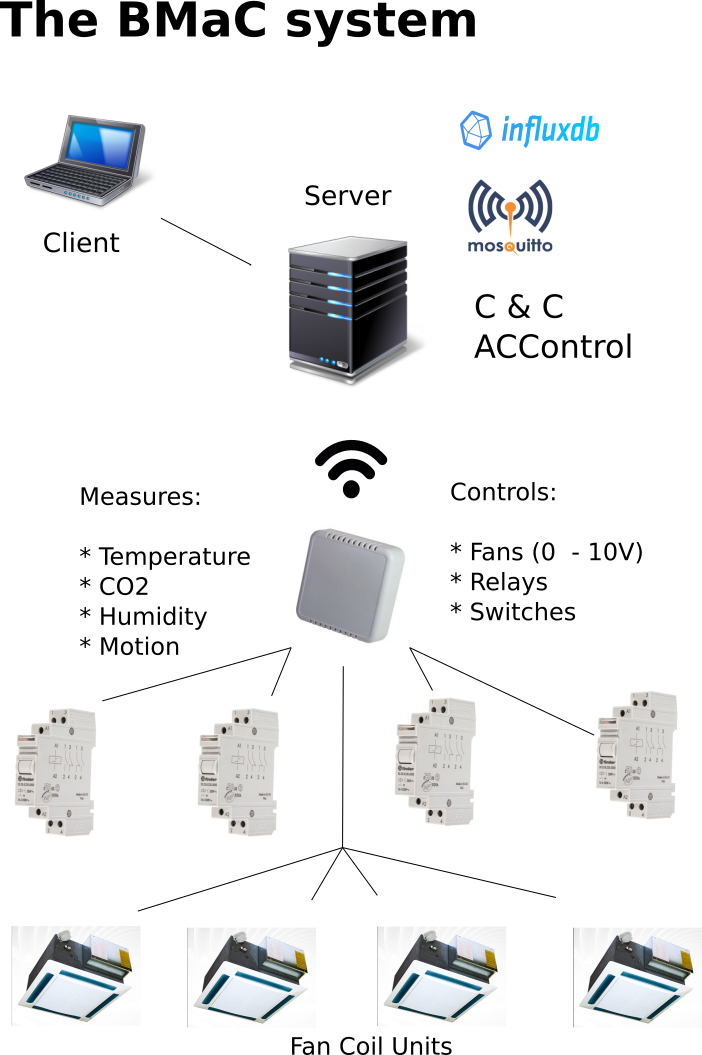 The BMaC system
influxdb
Server
mosquitto
Client
C & C
ACControl
Measures:
* Temperature
* CO2
* Humidity
* Motion
Controls:
* Fans (0  - 10V)
* Relays
* Switches
Fan Coil Units